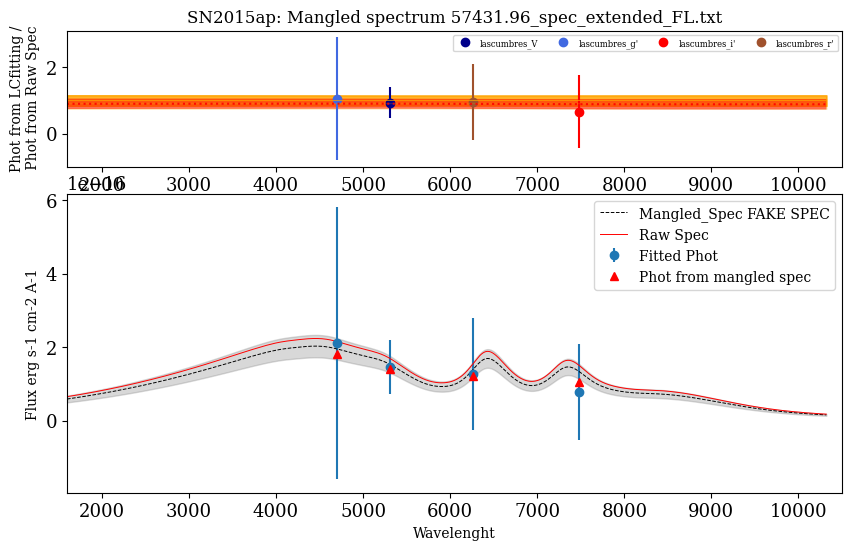 SN2015ap: Mangled spectrum 57431.96_spec_extended_FL.txt
Phot from LCfitting /
Phot from Raw Spec
2
0
lascumbres_V
lascumbres_g'
lascumbres_i'
lascumbres_r'
2000 3000 4000 5000 6000 7000 8000 9000 10000
1e−16
Flux erg s-1 cm-2 A-1
6
4
2
0
Mangled_Spec FAKE SPEC
Raw Spec
Fitted Phot
Phot from mangled spec
2000 3000 4000 5000 6000 7000 8000 9000 10000
Wavelenght